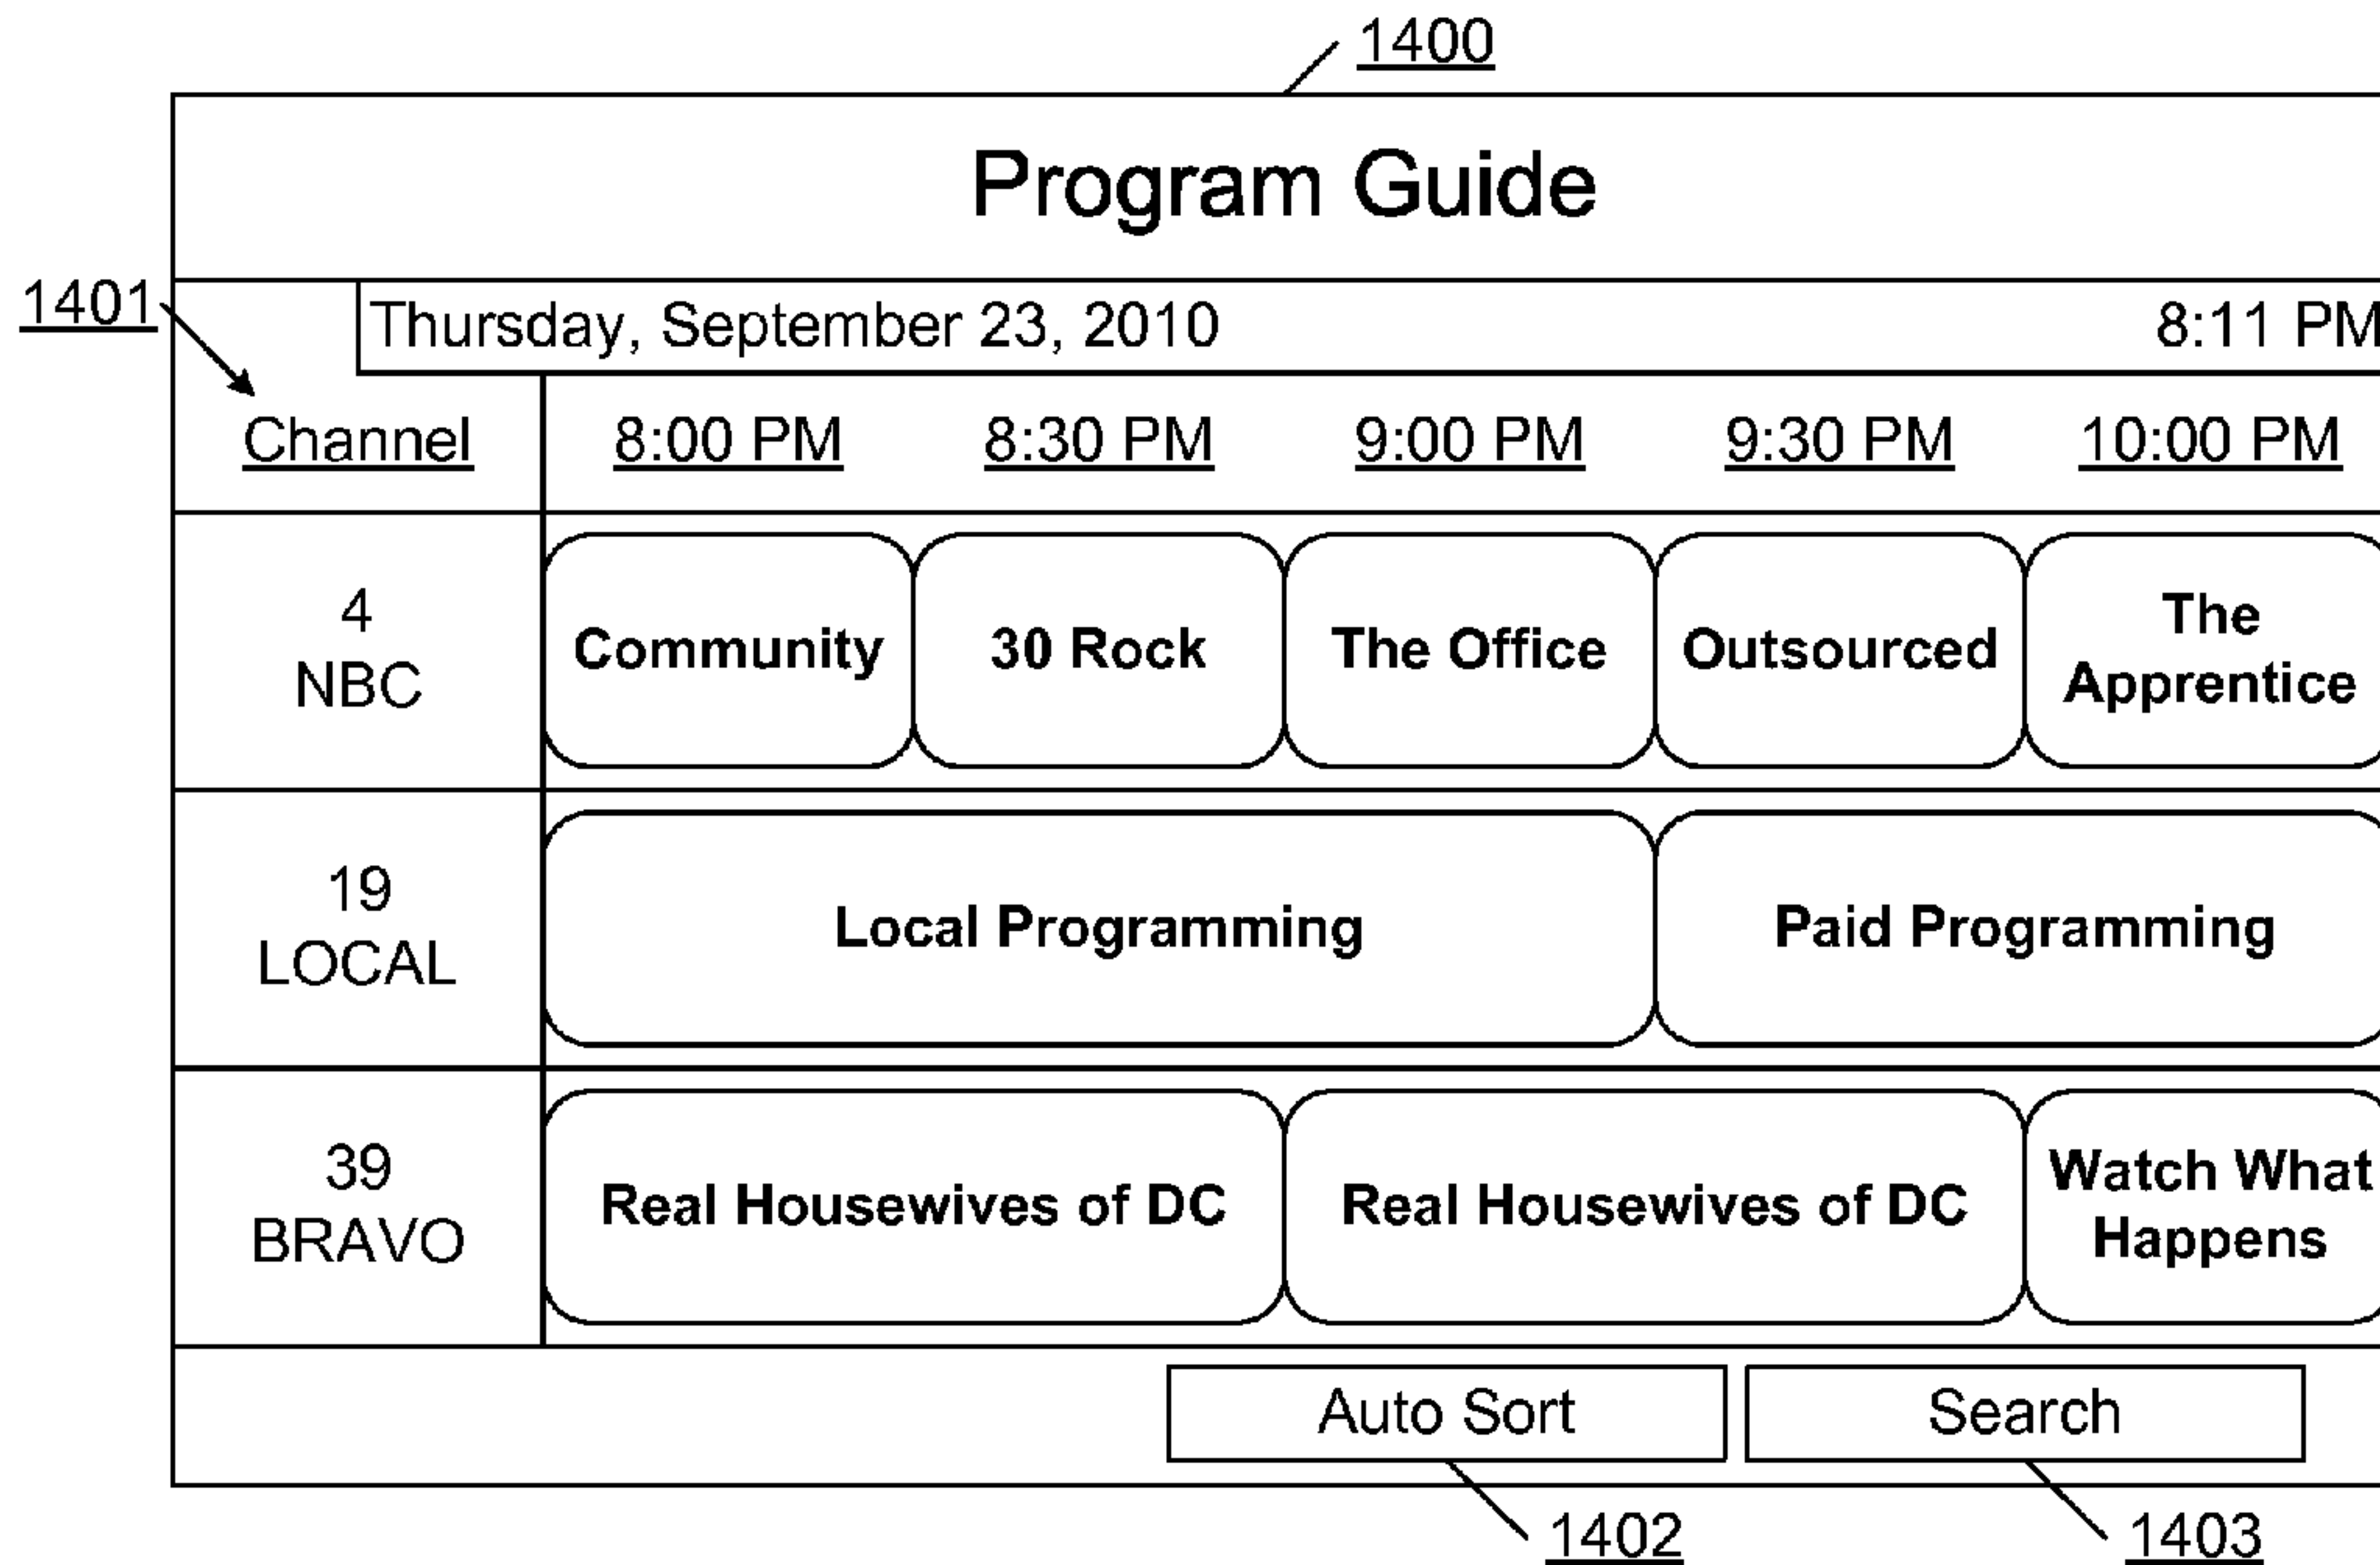 1400
Program Guide
1401
Thursday, September 23, 2010 8:11 PM
Channel 8:00 PM 8:30 PM 9:00 PM 9:30 PM 10:00 PM
4
NBC
Community 30 Rock The Office Outsourced The
Apprentice
19
LOCAL
Local Programming Paid Programming
39
BRAVO
Real Housewives of DC Real Housewives of DC Watch What
Happens
Auto Sort Search
1402 1403